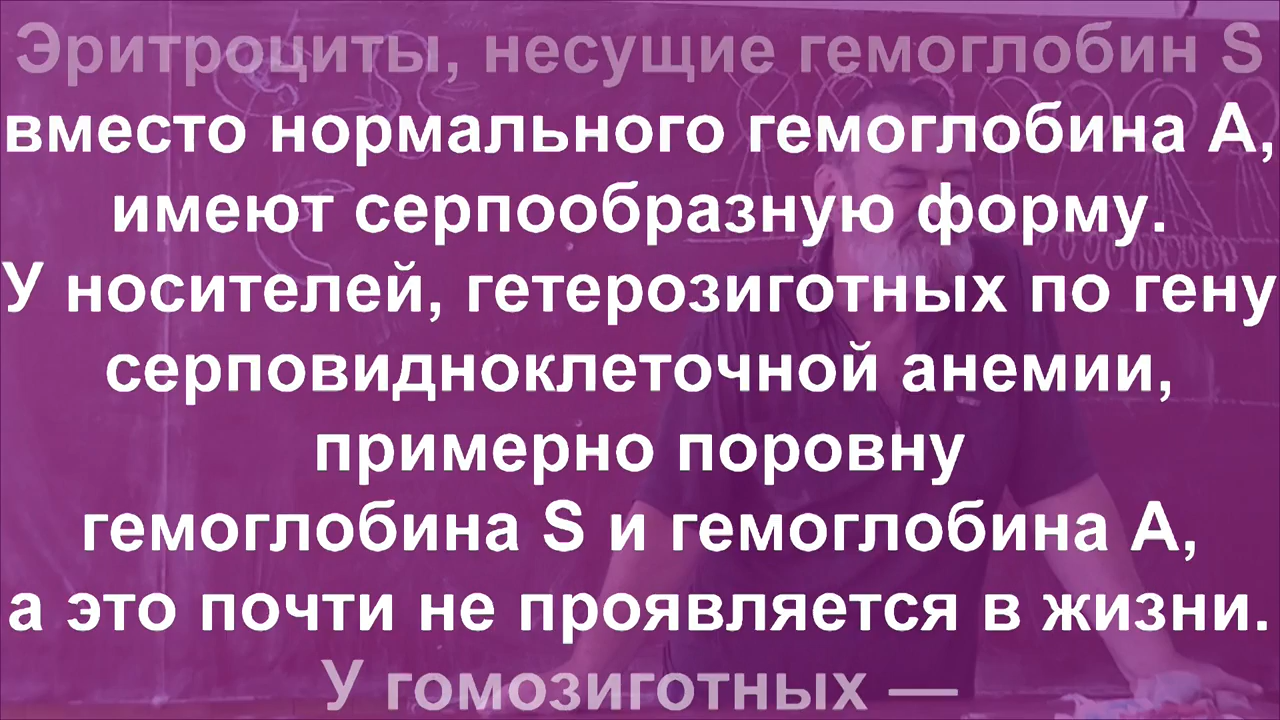 Эритроциты, несущие гемоглобин S
вместо нормального гемоглобина А,
имеют серпообразную форму.
У носителей, гетерозиготных по гену
серповидноклеточной анемии,
примерно поровну
гемоглобина S и гемоглобина А,
а это почти не проявляется в жизни.
У гомозиготных —